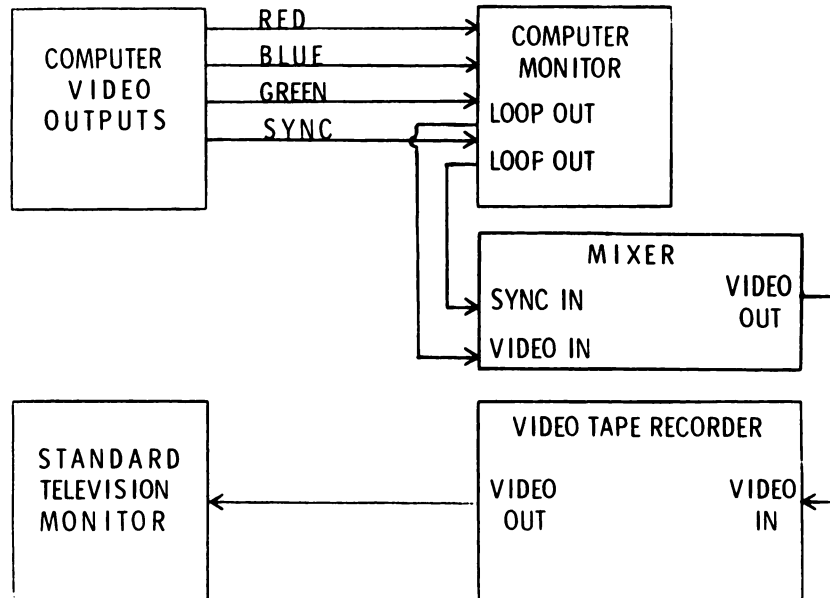 COMPUTER
VIDEO
OUTPUTS
RED
BLUE
GREEN
SYNC
COMPUTER
MONITOR
LOOP OUT
LOOP OUT
MIXER
SYNC IN
VIDEO IN
VIDEO
OUT
STANDARD
TELEVISION
MONITOR
VIDEO TAPE RECORDER
VIDEO
OUT
VIDEO
IN